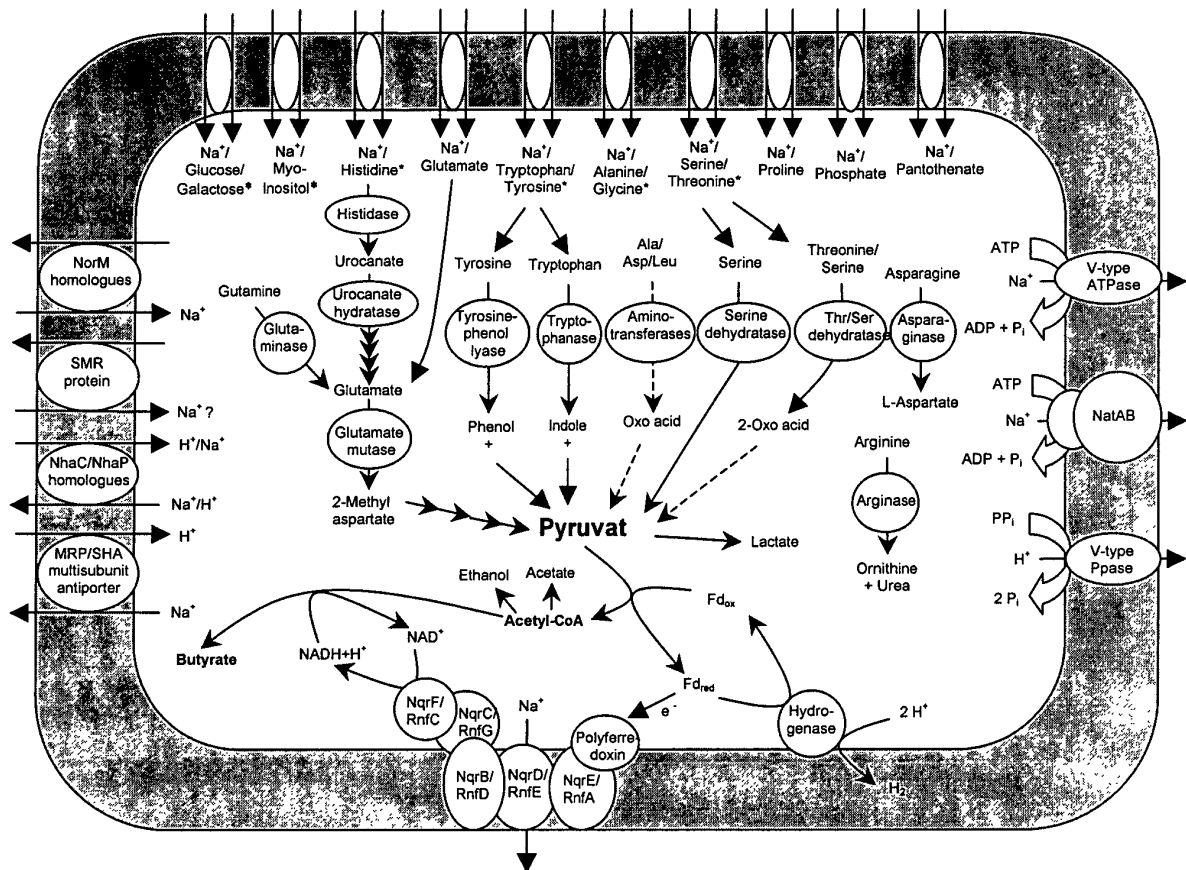 Na⁺/
Glucose/
Galactose*
Na⁺/
Myo-
Inositol*
Na⁺/
Histidine*
Na⁺/
Glutamate
Na⁺/
Tryptophan/
Tyrosine*
Na⁺/
Alanine/
Glycine*
Na⁺/
Serine/
Threonine*
Na⁺/
Proline
Na⁺/
Phosphate
Na⁺/
Pantothenate
Histidase
Urocanate
Urocanate
hydratase
Gutamine
Gluta-
minase
Glutamate
Glutamate
mutase
2-Methyl
aspartate
Tyrosine
Tyrosine-
phenol
lyase
Phenol
+
Tryptophan
Trypto-
phanase
Indole
+
Ala/
Asp/Leu
Amino-
transferases
Oxo acid
Serine
Serine
dehydratase
Threonine/
Serine
Thr/Ser
dehydratase
2-Oxo acid
Asparagine
Aspara-
ginase
L-Aspartate
Arginine
Arginase
Ornithine
+ Urea
NorM
homologues
Na⁺
SMR
protein
Na⁺ ?
H⁺/Na⁺
NhaC/NhaP
homologues
Na⁺/H⁺
H⁺
MRP/SHA
multisubunit
antiporter
Na⁺
ATP
Na⁺
V-type
ATPase
ADP + Pᵢ
ATP
Na⁺
NatAB
ADP + Pᵢ
PPᵢ
H⁺
V-type
Ppase
2 Pᵢ
Pyruvat
Lactate
Ethanol
Acetate
Acetyl-CoA
Fdox
Butyrate
NADH+H⁺
NAD⁺
Fdred
e⁻
NqrF/
RnfC
NqrC/
RnfG
Na⁺
Polyferre-
doxin
Hydro-
genase
2 H⁺
NqrB/
RnfD
NqrD/
RnfE
NqrE/
RnfA
H₂